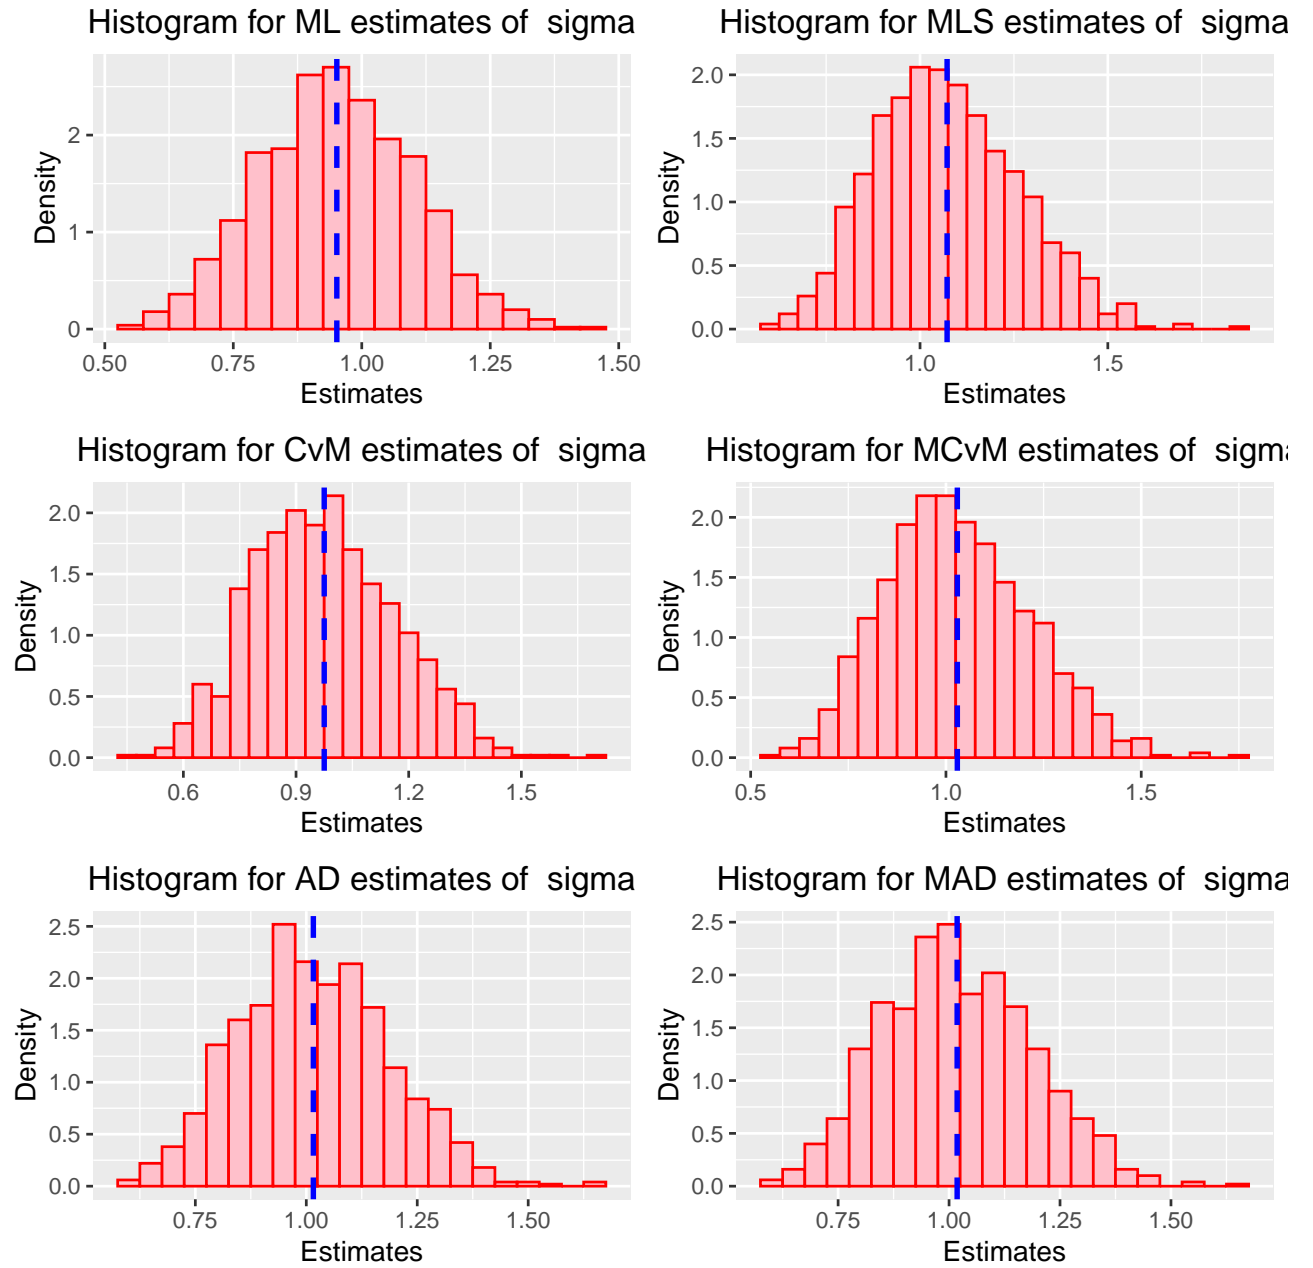 Histogram for ML estimates of  sigma
Density
0
1
2
0.50
0.75
1.00
1.25
1.50
Estimates
Histogram for MLS estimates of  sigma
Density
2.0
1.5
1.0
0.5
0.0
1.0
1.5
Estimates
Histogram for CvM estimates of  sigma
Density
2.0
1.5
1.0
0.5
0.0
0.6
0.9
1.2
1.5
Estimates
Histogram for MCvM estimates of  sigma
Density
2.0
1.5
1.0
0.5
0.0
0.5
1.0
1.5
Estimates
Histogram for AD estimates of  sigma
Density
2.5
2.0
1.5
1.0
0.5
0.0
0.75
1.00
1.25
1.50
Estimates
Histogram for MAD estimates of  sigma
Density
2.5
2.0
1.5
1.0
0.5
0.0
0.75
1.00
1.25
1.50
Estimates